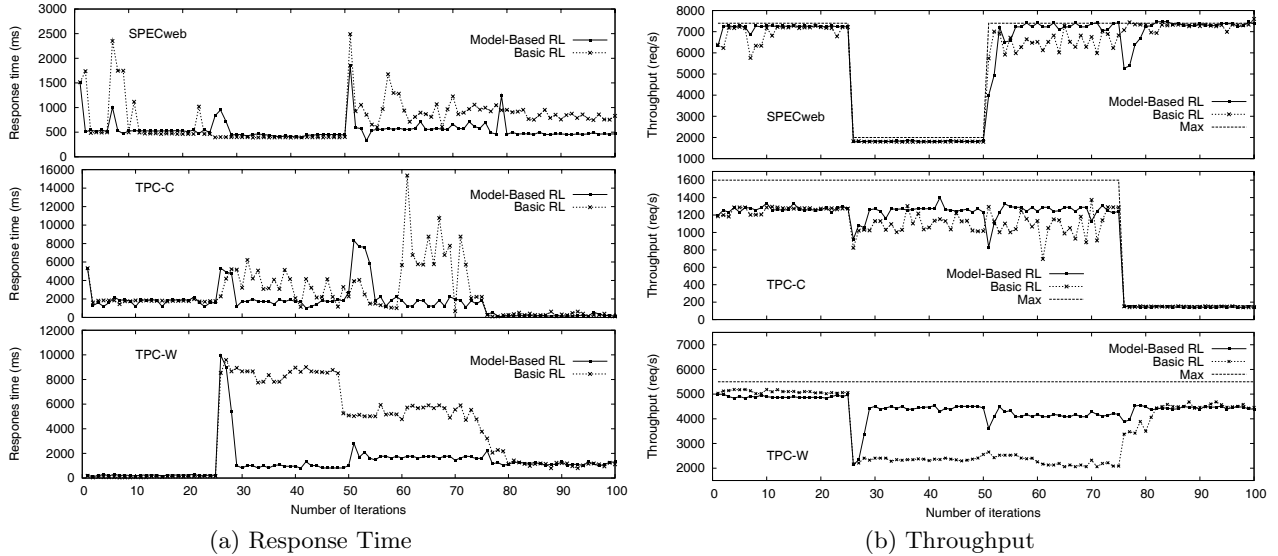 SPECweb
Model-Based RL
Basic RL
Response time (ms)
3000
2500
2000
1500
1000
500
0
TPC-C
Model-Based RL
Basic RL
Response time (ms)
16000
14000
12000
10000
8000
6000
4000
2000
0
TPC-W
Model-Based RL
Basic RL
Respones time (ms)
12000
10000
8000
6000
4000
2000
0
0 10 20 30 40 50 60 70 80 90 100
Number of Iterations
(a) Response Time
Throughput (req/s)
8000
7000
6000
5000
4000
3000
2000
1000
SPECweb
Model-Based RL
Basic RL
Max
Throughput (req/s)
1600
1400
1200
1000
800
600
400
200
0
TPC-C
Model-Based RL
Basic RL
Max
Throughput (req/s)
7000
6000
5000
4000
3000
2000
TPC-W
Model-Based RL
Basic RL
Max
0 10 20 30 40 50 60 70 80 90 100
Number of iterations
(b) Throughput